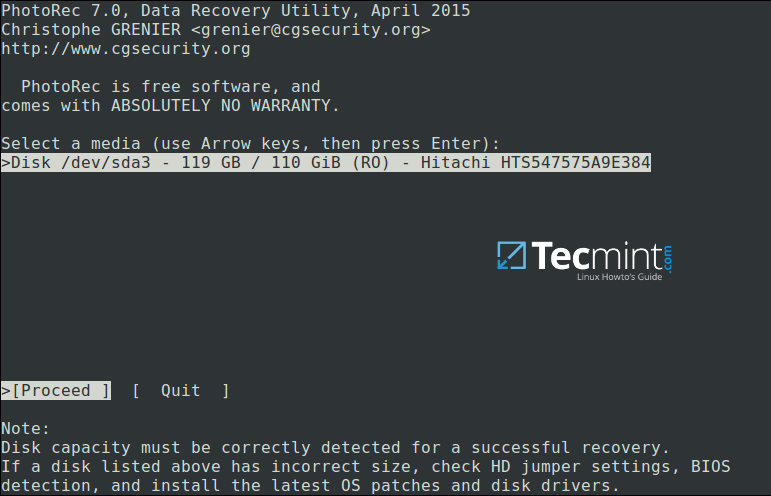 PhotoRec 7.0, Data Recovery Utility, April 2015
Christophe GRENIER <grenier@cgsecurity.org>
http://www.cgsecurity.org
  PhotoRec is free software, and
comes with ABSOLUTELY NO WARRANTY.
Select a media (use Arrow keys, then press Enter):
>Disk /dev/sda3 - 119 GB / 110 GiB (RO) - Hitachi HTS547575A9E384
Tecmint.com
Linux Howto's Guide
>[Proceed ]  [  Quit  ]
Note:
Disk capacity must be correctly detected for a successful recovery.
If a disk listed above has incorrect size, check HD jumper settings, BIOS
detection, and install the latest OS patches and disk drivers.